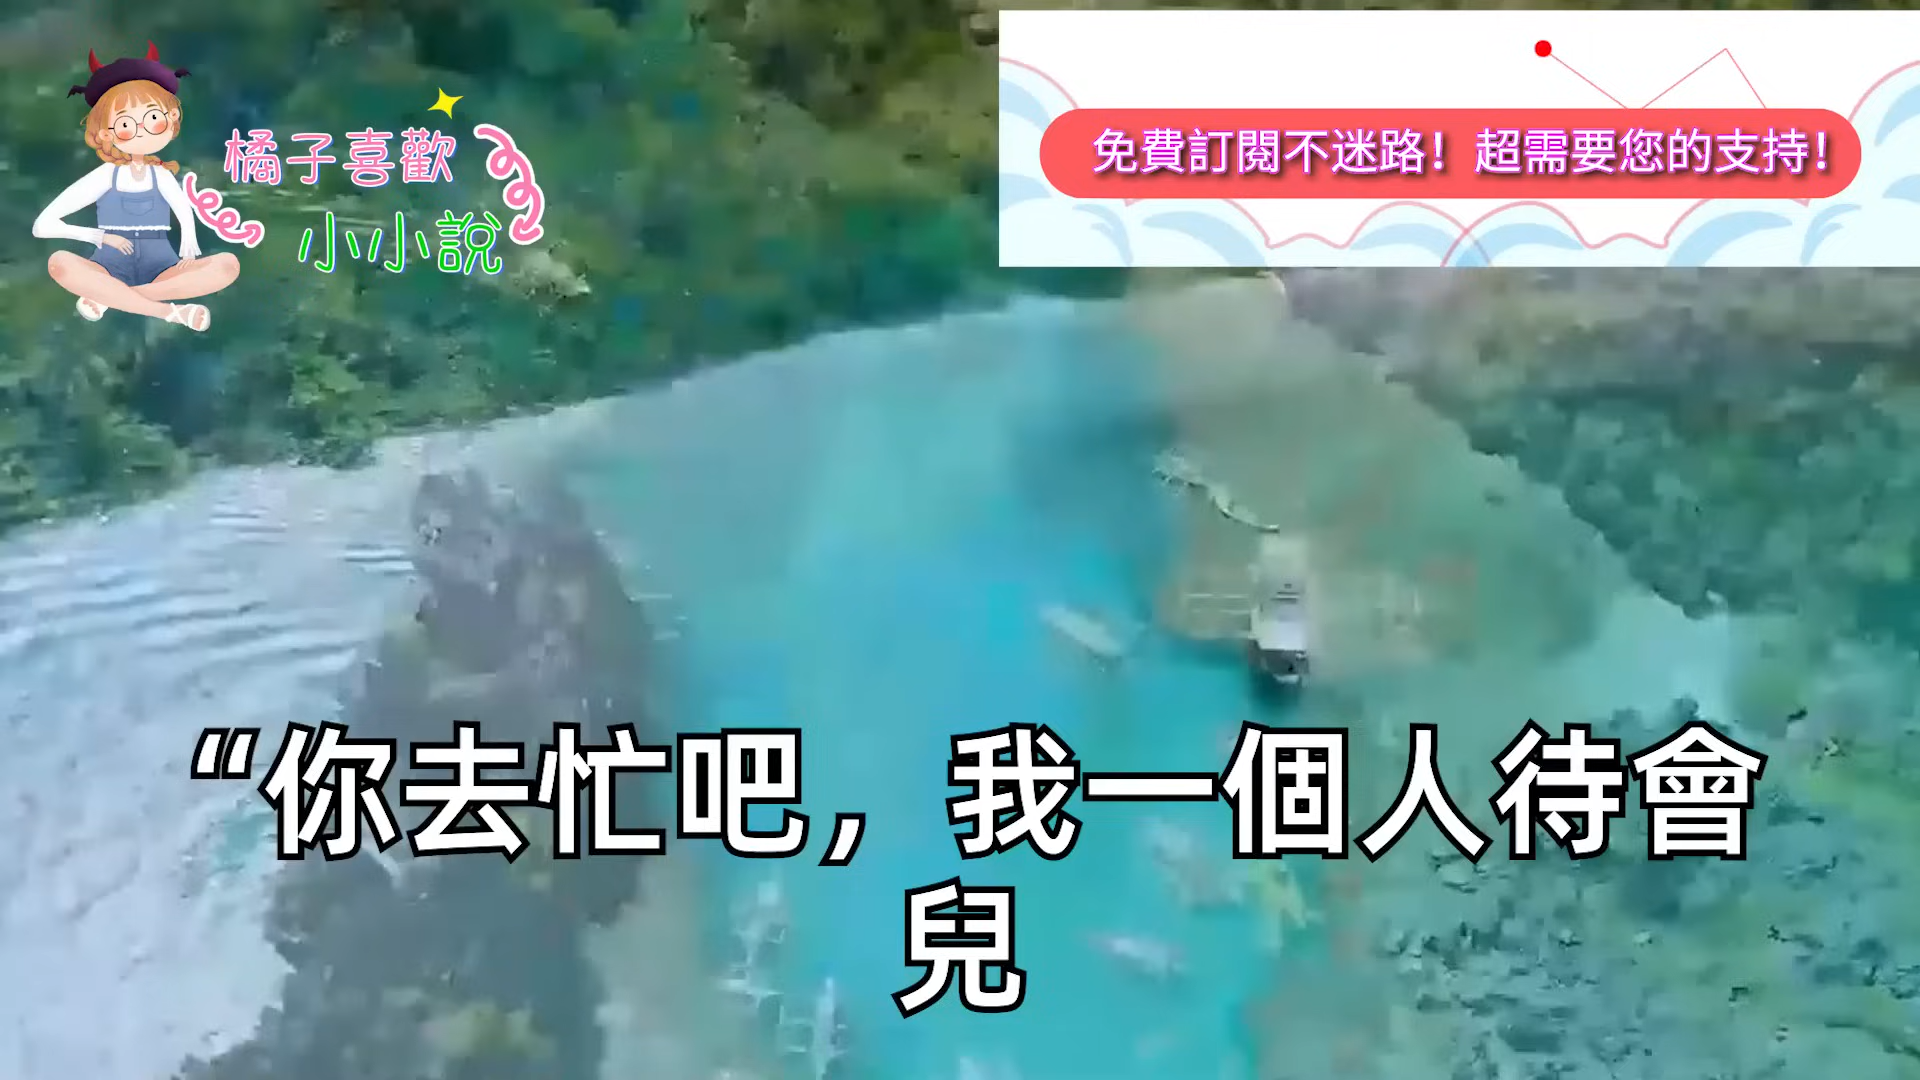 橘子喜歡
小小說
免費訂閱不迷路！超需要您的支持！
“你去忙吧，我一個人待會
兒